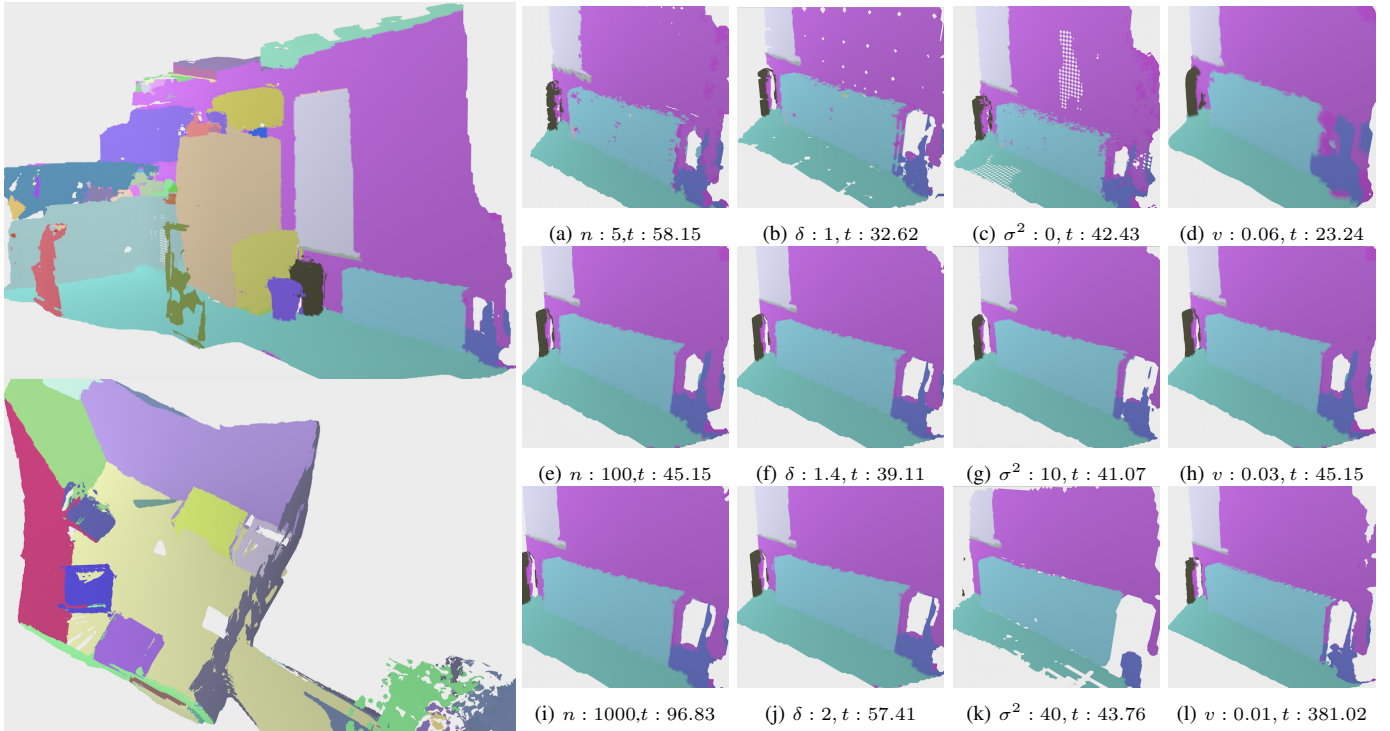 (a) n : 5,t : 58.15
(b) δ : 1, t : 32.62
(c) σ² : 0, t : 42.43
(d) v : 0.06, t : 23.24
(e) n : 100,t : 45.15
(f) δ : 1.4, t : 39.11
(g) σ² : 10, t : 41.07
(h) v : 0.03, t : 45.15
(i) n : 1000,t : 96.83
(j) δ : 2, t : 57.41
(k) σ² : 40, t : 43.76
(l) v : 0.01, t : 381.02